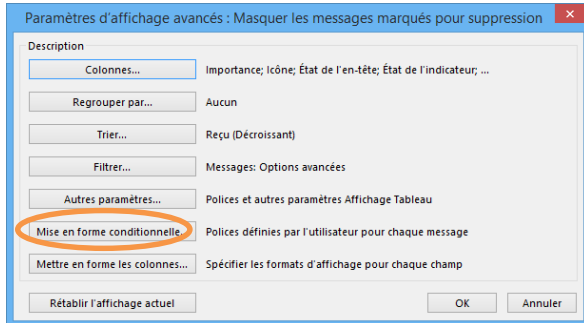 Paramètres d'affichage avancés : Masquer les messages marqués pour suppression
Description
Colonnes... Importance; Icône; État de l'en-tête; État de l'indicateur; ...
Regrouper par... Aucun
Trier... Reçu (Décroissant)
Filtrer... Messages: Options avancées
Autres paramètres... Polices et autres paramètres Affichage Tableau
Mise en forme conditionnelle... Polices définies par l'utilisateur pour chaque message
Mettre en forme les colonnes... Spécifier les formats d'affichage pour chaque champ
Rétablir l'affichage actuel OK Annuler